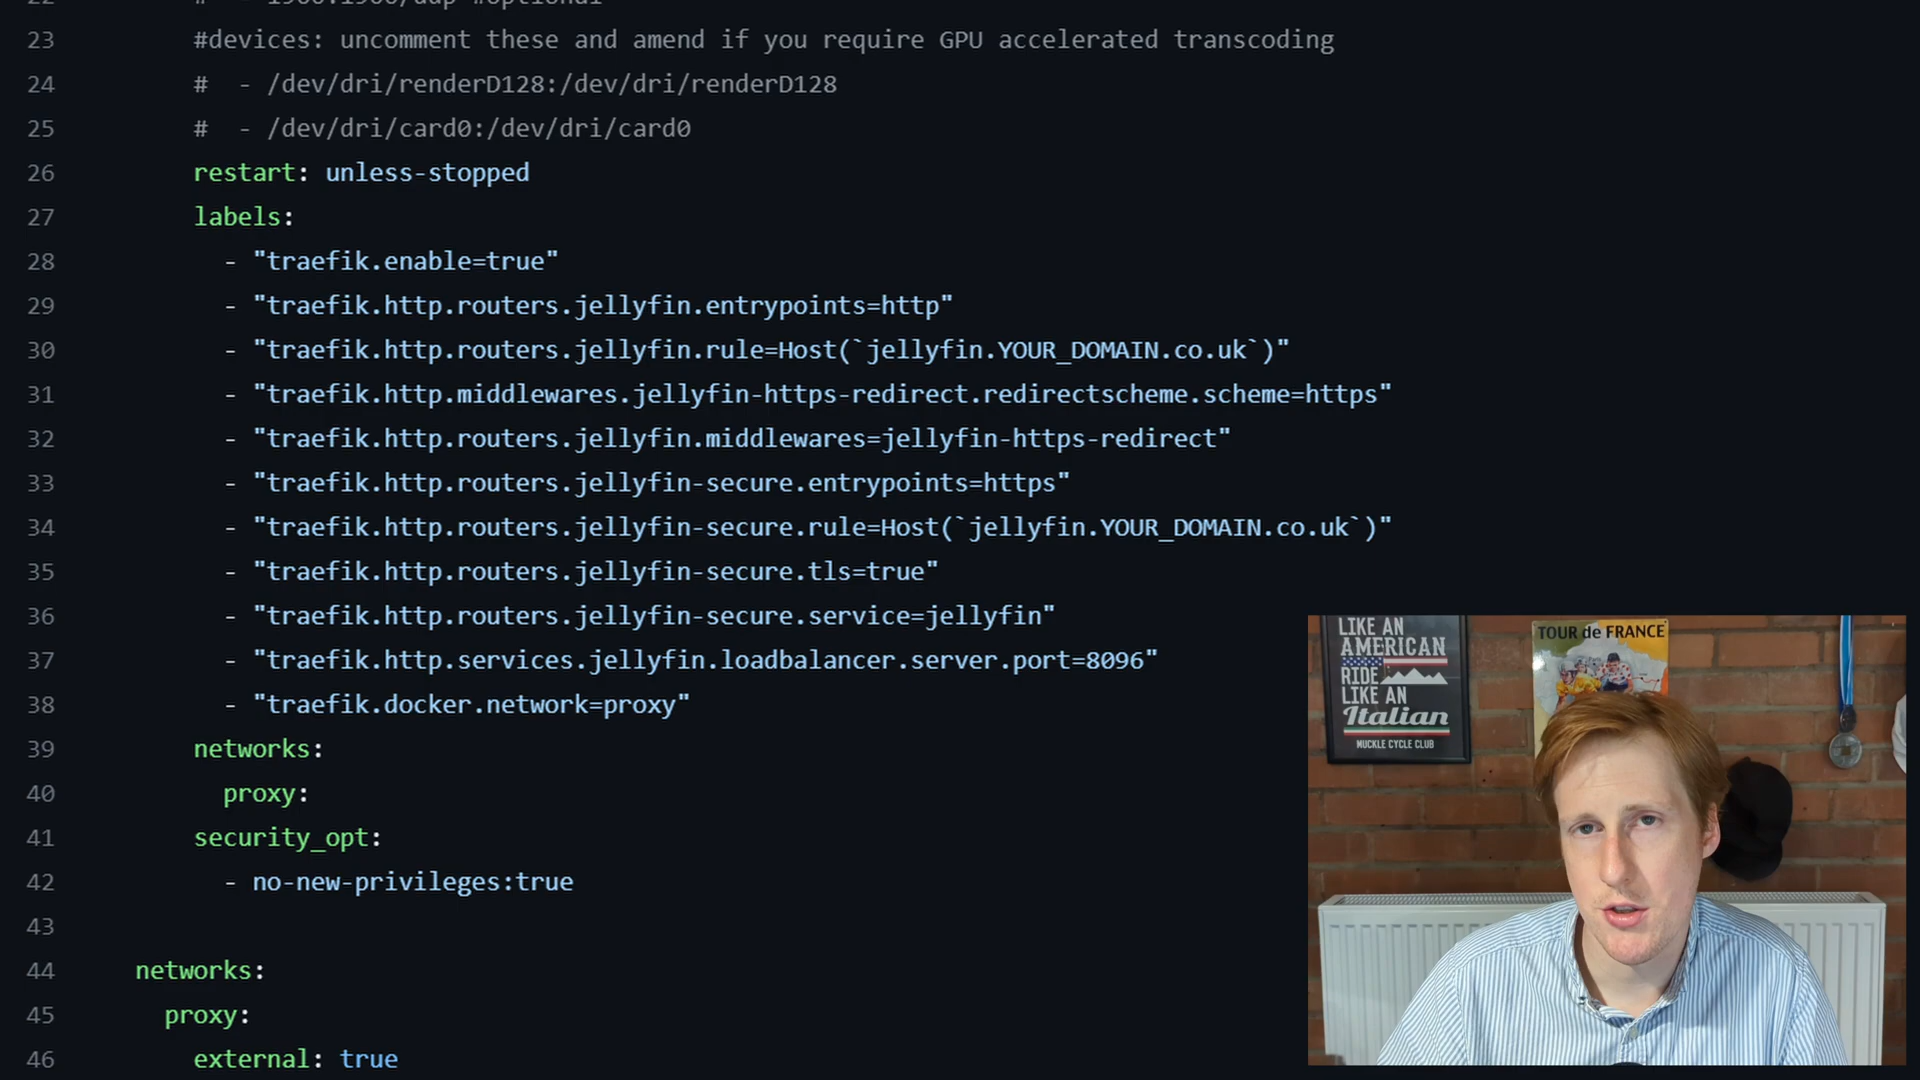 22 # - 1900:1900/udp #optional
23 #devices: uncomment these and amend if you require GPU accelerated transcoding
24 # - /dev/dri/renderD128:/dev/dri/renderD128
25 # - /dev/dri/card0:/dev/dri/card0
26 restart: unless-stopped
27 labels:
28 - "traefik.enable=true"
29 - "traefik.http.routers.jellyfin.entrypoints=http"
30 - "traefik.http.routers.jellyfin.rule=Host(`jellyfin.YOUR_DOMAIN.co.uk`)"
31 - "traefik.http.middlewares.jellyfin-https-redirect.redirectscheme.scheme=https"
32 - "traefik.http.routers.jellyfin.middlewares=jellyfin-https-redirect"
33 - "traefik.http.routers.jellyfin-secure.entrypoints=https"
34 - "traefik.http.routers.jellyfin-secure.rule=Host(`jellyfin.YOUR_DOMAIN.co.uk`)"
35 - "traefik.http.routers.jellyfin-secure.tls=true"
36 - "traefik.http.routers.jellyfin-secure.service=jellyfin"
37 - "traefik.http.services.jellyfin.loadbalancer.server.port=8096"
38 - "traefik.docker.network=proxy"
39 networks:
40 proxy:
41 security_opt:
42 - no-new-privileges:true
43
44 networks:
45 proxy:
46 external: true
LIKE AN
AMERICAN
RIDE
LIKE AN
Italian
MUCKLE CYCLE CLUB
TOUR de FRANCE